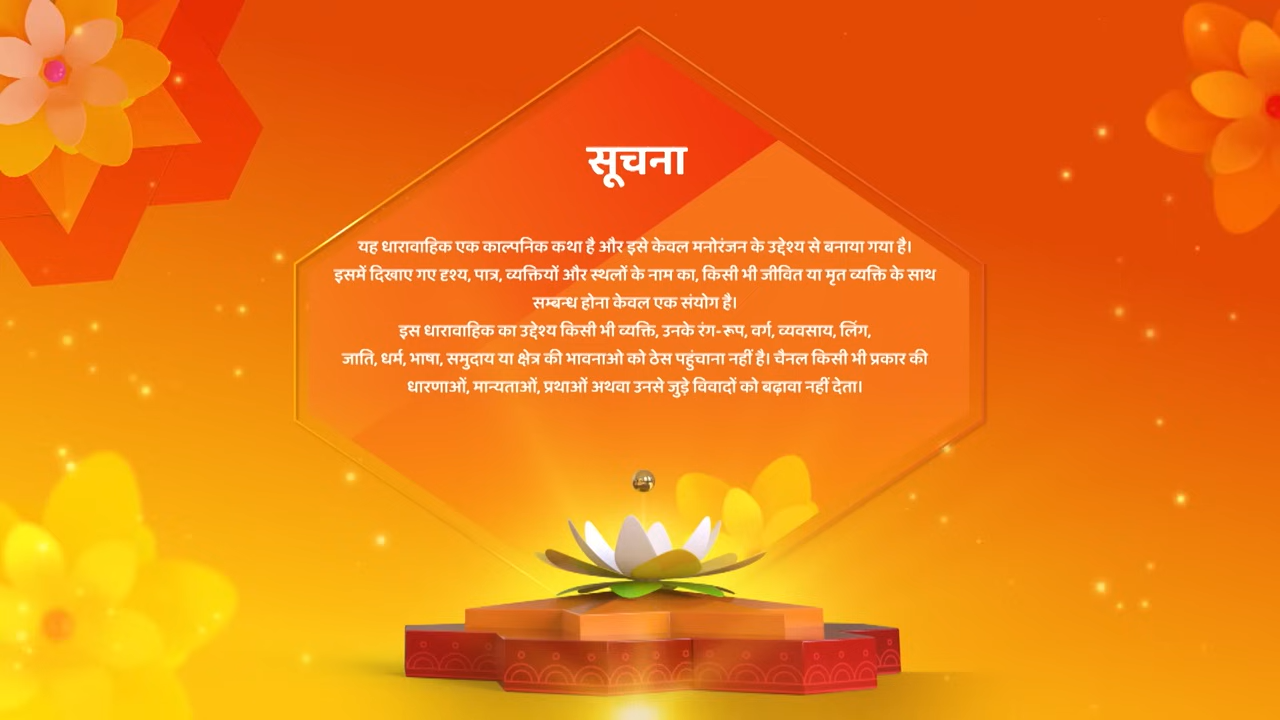 सूचना
यह धारावाहिक एक काल्पनिक कथा है और इसे केवल मनोरंजन के उद्देश्य से बनाया गया है।
इसमें दिखाए गए दृश्य, पात्र, व्यक्तियों और स्थलों के नाम का, किसी भी जीवित या मृत व्यक्ति के साथ
सम्बन्ध होना केवल एक संयोग है।
इस धारावाहिक का उद्देश्य किसी भी व्यक्ति, उनके रंग-रूप, वर्ग, व्यवसाय, लिंग,
जाति, धर्म, भाषा, समुदाय या क्षेत्र की भावनाओ को ठेस पहुंचाना नहीं है। चैनल किसी भी प्रकार की
धारणाओं, मान्यताओं, प्रथाओं अथवा उनसे जुड़े विवादों को बढ़ावा नहीं देता।